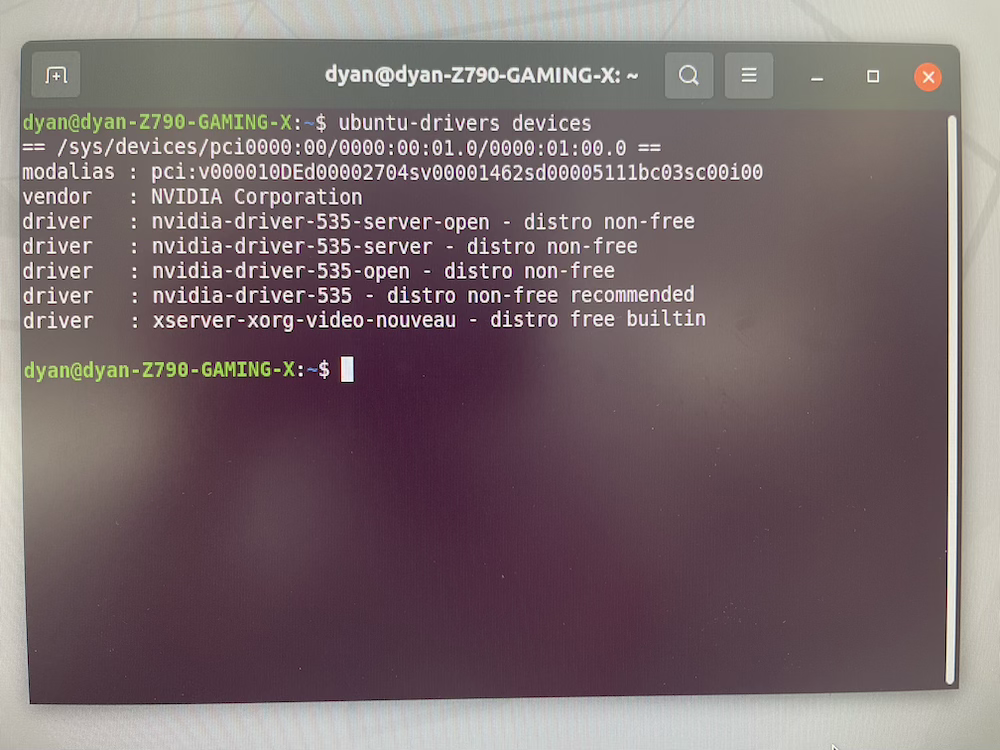 dyan@dyan-Z790-GAMING-X: ~
dyan@dyan-Z790-GAMING-X:~$ ubuntu-drivers devices
== /sys/devices/pci0000:00/0000:00:01.0/0000:01:00.0 ==
modalias : pci:v000010DEd00002704sv00001462sd00005111bc03sc00i00
vendor   : NVIDIA Corporation
driver   : nvidia-driver-535-server-open - distro non-free
driver   : nvidia-driver-535-server - distro non-free
driver   : nvidia-driver-535-open - distro non-free
driver   : nvidia-driver-535 - distro non-free recommended
driver   : xserver-xorg-video-nouveau - distro free builtin
dyan@dyan-Z790-GAMING-X:~$